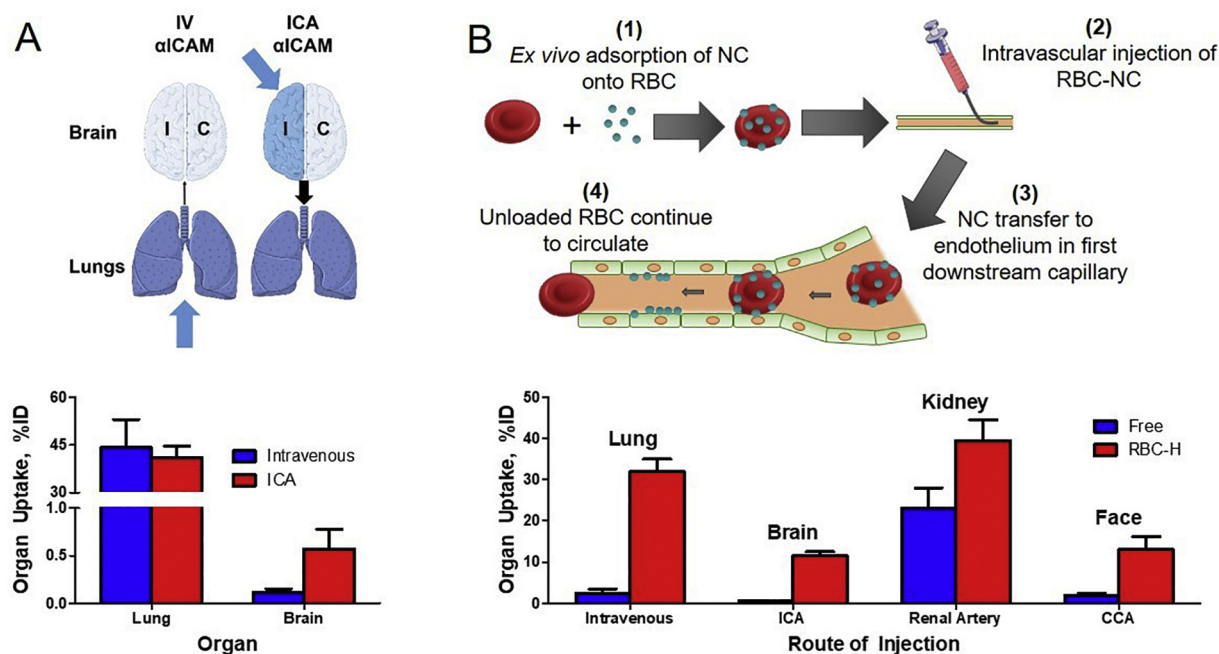 A
IV
αICAM
ICA
αICAM
Brain
I C
I C
Lungs
Organ Uptake, %ID
60
45
30
1.0
0.5
0.0
Intravenous
ICA
Lung Brain
Organ
B
(1)
Ex vivo adsorption of NC
onto RBC
+
(2)
Intravascular injection of
RBC-NC
(3)
NC transfer to
endothelium in first
downstream capillary
(4)
Unloaded RBC continue
to circulate
Organ Uptake, %ID
50
40
30
20
10
0
Lung
Brain
Kidney
Face
Free
RBC-H
Intravenous ICA Renal Artery CCA
Route of Injection